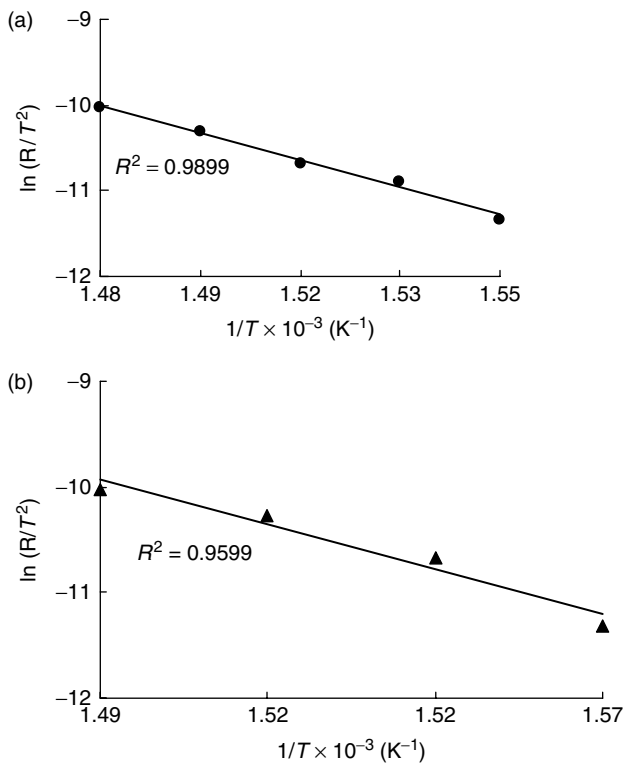 (a)
−9
−10
−11
−12
ln (R/T²)
R² = 0.9899
1.48 1.49 1.52 1.53 1.55
1/T × 10⁻³ (K⁻¹)
(b)
−9
−10
−11
−12
ln (R/T²)
R² = 0.9599
1.49 1.52 1.52 1.57
1/T × 10⁻³ (K⁻¹)